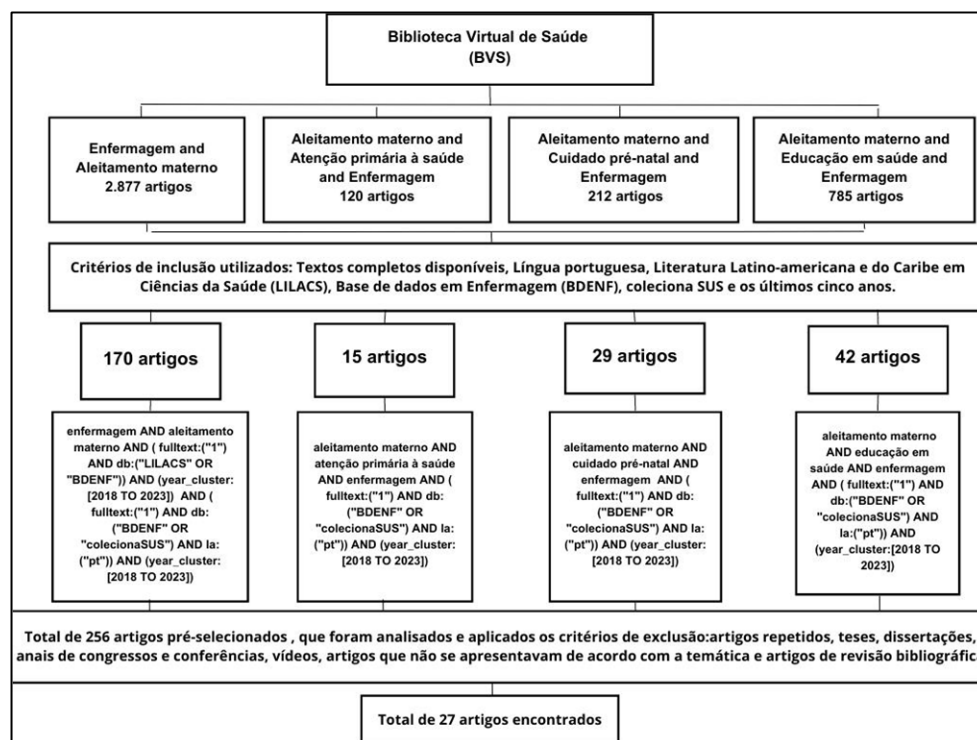 Biblioteca Virtual de Saúde
(BVS)
Enfermagem and
Aleitamento materno
2.877 artigos
Aleitamento materno and
Atenção primária à saúde
and Enfermagem
120 artigos
Aleitamento materno and
Cuidado pré-natal and
Enfermagem
212 artigos
Aleitamento materno and
Educação em saúde and
Enfermagem
785 artigos
Critérios de inclusão utilizados: Textos completos disponíveis, Língua portuguesa, Literatura Latino-americana e do Caribe em
Ciências da Saúde (LILACS), Base de dados em Enfermagem (BDENF), coleciona SUS e os últimos cinco anos.
170 artigos
15 artigos
29 artigos
42 artigos
enfermagem AND aleitamento
materno AND ( fulltext:("1")
AND db:("LILACS" OR
"BDENF")) AND (year_cluster:
[2018 TO 2023]) AND (
fulltext:("1") AND db:
("BDENF" OR
"colecionaSUS") AND la:
("pt")) AND (year_cluster:
[2018 TO 2023])
aleitamento materno AND
atenção primária à saúde
AND enfermagem AND (
fulltext:("1") AND db:
("BDENF" OR
"colecionaSUS") AND la:
("pt")) AND (year_cluster:
[2018 TO 2023])
aleitamento materno AND
cuidado pré-natal AND
enfermagem AND (
fulltext:("1") AND db:
("BDENF" OR
"colecionaSUS") AND la:
("pt")) AND (year_cluster:
[2018 TO 2023])
aleitamento materno
AND educação em
saúde AND enfermagem
AND ( fulltext:("1") AND
db:("BDENF" OR
"colecionaSUS") AND
la:("pt")) AND
(year_cluster:[2018 TO
2023])
Total de 256 artigos pré-selecionados , que foram analisados e aplicados os critérios de exclusão:artigos repetidos, teses, dissertações,
anais de congressos e conferências, vídeos, artigos que não se apresentavam de acordo com a temática e artigos de revisão bibliográfic
Total de 27 artigos encontrados